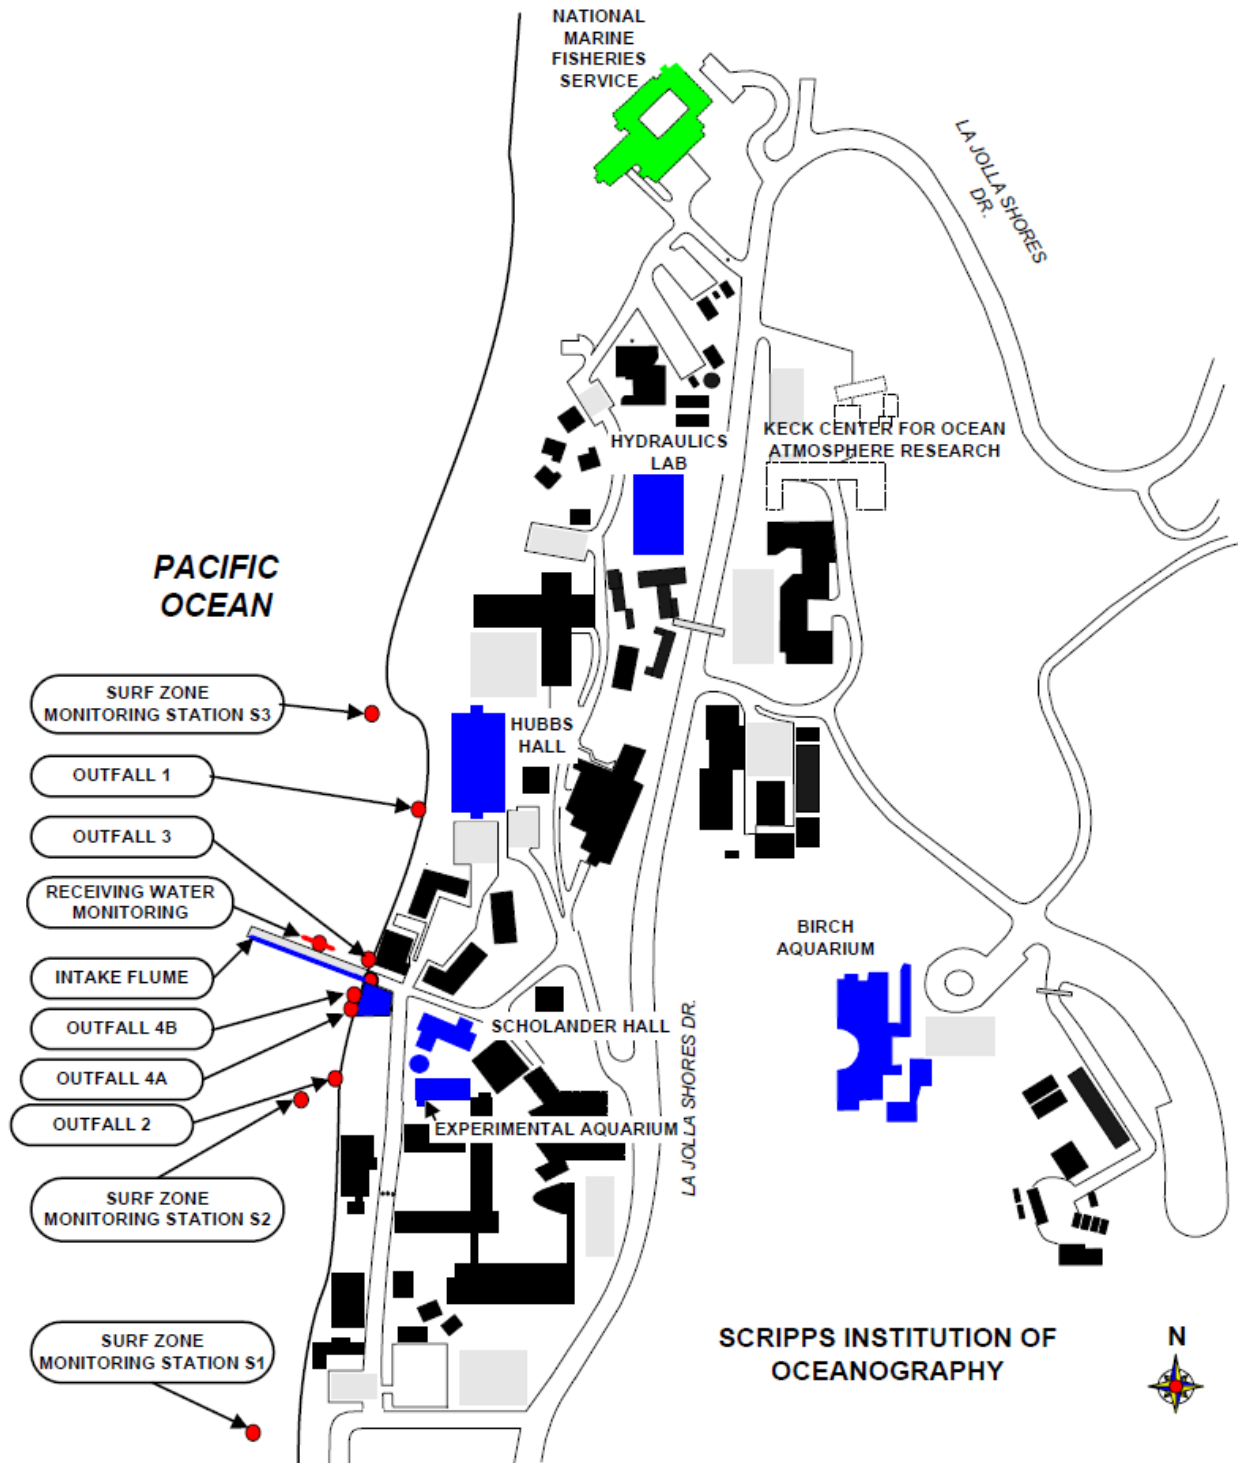 NATIONAL
MARINE
FISHERIES
SERVICE
LA JOLLA SHORES
DR.
HYDRAULICS
LAB
KECK CENTER FOR OCEAN
ATMOSPHERE RESEARCH
PACIFIC
OCEAN
SURF ZONE
MONITORING STATION S3
HUBBS
HALL
OUTFALL 1
OUTFALL 3
RECEIVING WATER
MONITORING
BIRCH
AQUARIUM
INTAKE FLUME
OUTFALL 4B
SCHOLANDER HALL
LA JOLLA SHORES DR.
OUTFALL 4A
OUTFALL 2
EXPERIMENTAL AQUARIUM
SURF ZONE
MONITORING STATION S2
SURF ZONE
MONITORING STATION S1
SCRIPPS INSTITUTION OF
OCEANOGRAPHY
N